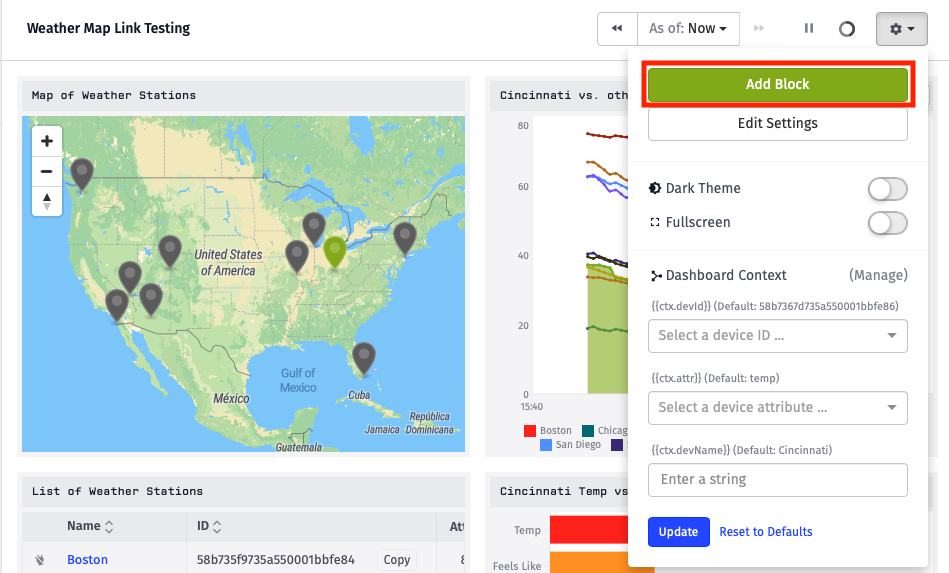 Weather Map Link Testing
As of: Now
Add Block
Edit Settings
Dark Theme
Fullscreen
Dashboard Context (Manage)
{{ctx.devId}} (Default: 58b7367d735a550001bbfe86)
Select a device ID ...
{{ctx.attr}} (Default: temp)
Select a device attribute ...
{{ctx.devName}} (Default: Cincinnati)
Enter a string
Update Reset to Defaults
Map of Weather Stations
United States
of America
Gulf of
Mexico
México
Cuba
República
Jamaica Dominicana
Guatemala
Cincinnati vs. oth
80
60
40
20
0
15:40
Boston Chicag
San Diego
List of Weather Stations
Name ID Att
Boston 58b735f9735a550001bbfe84 Copy
Cincinnati Temp vs
Temp
Feels Like